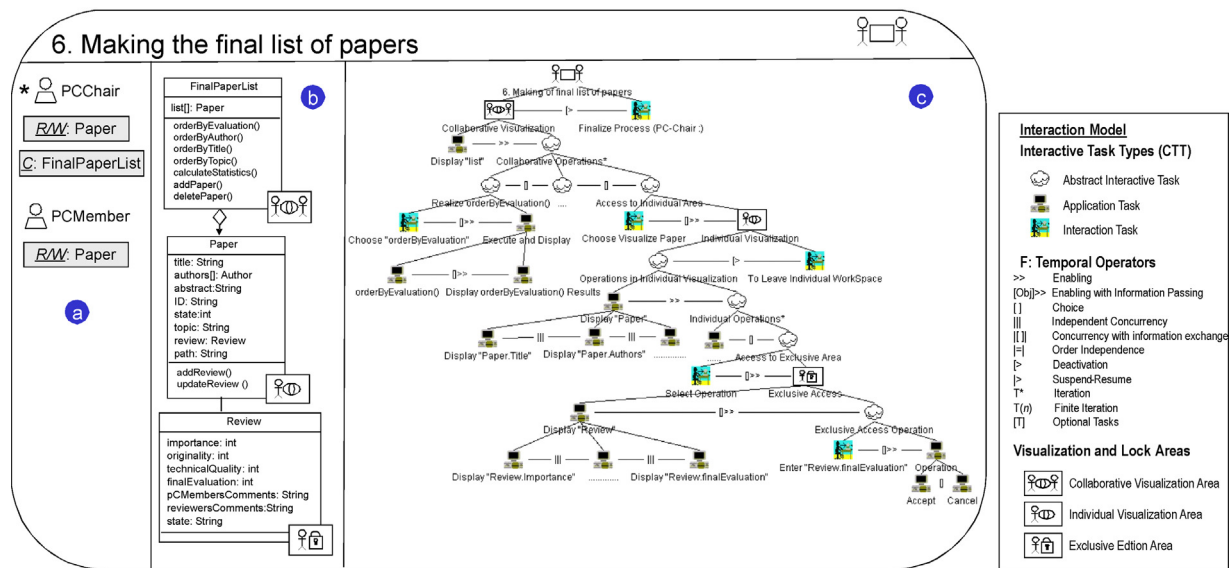 6. Making the final list of papers
* PCChair
R/W: Paper
C: FinalPaperList
PCMember
R/W: Paper
a
FinalPaperList
list[]: Paper
orderByEvaluation()
orderByAuthor()
orderByTitle()
orderByTopic()
calculateStatistics()
addPaper()
deletePaper()
b
Paper
title: String
authors[]: Author
abstract:String
ID: String
state:int
topic: String
review: Review
path: String
addReview()
updateReview ()
Review
importance: int
originality: int
technicalQuality: int
finalEvaluation: int
pCMembersComments: String
reviewersComments:String
state: String
c
6. Making of final list of papers
[>
Collaborative Visualization
Finalize Process (PC-Chair :)
>>
Display "list"
Collaborative Operations*
[]
[]
Realize orderByEvaluation()
....
Access to Individual Area
[]>>
[]>>
Choose "orderByEvaluation"
Execute and Display
Choose Visualize Paper
Individual Visualization
[]>>
[>
orderByEvaluation()
Display orderByEvaluation() Results
Operations in Individual Visualization
To Leave Individual WorkSpace
>>
Display "Paper"
Individual Operations*
|||
|||
[]
Display "Paper.Title"
Display "Paper.Authors"
..............
......
Access to Exclusive Area
[]>>
Select Operation
Exclusive Access
[]>>
Display "Review"
Exclusive Access Operation
|||
|||
[]>>
Display "Review.Importance"
..............
Display "Review.finalEvaluation"
Enter "Review.finalEvaluation"
Operation
[]
Accept
Cancel
Interaction Model
Interactive Task Types (CTT)
Abstract Interactive Task
Application Task
Interaction Task
F: Temporal Operators
>> Enabling
[Obj]>> Enabling with Information Passing
[ ] Choice
||| Independent Concurrency
|[ ]| Concurrency with information exchange
|=| Order Independence
[> Deactivation
|> Suspend-Resume
T* Iteration
T(n) Finite Iteration
[T] Optional Tasks
Visualization and Lock Areas
Collaborative Visualization Area
Individual Visualization Area
Exclusive Edtion Area